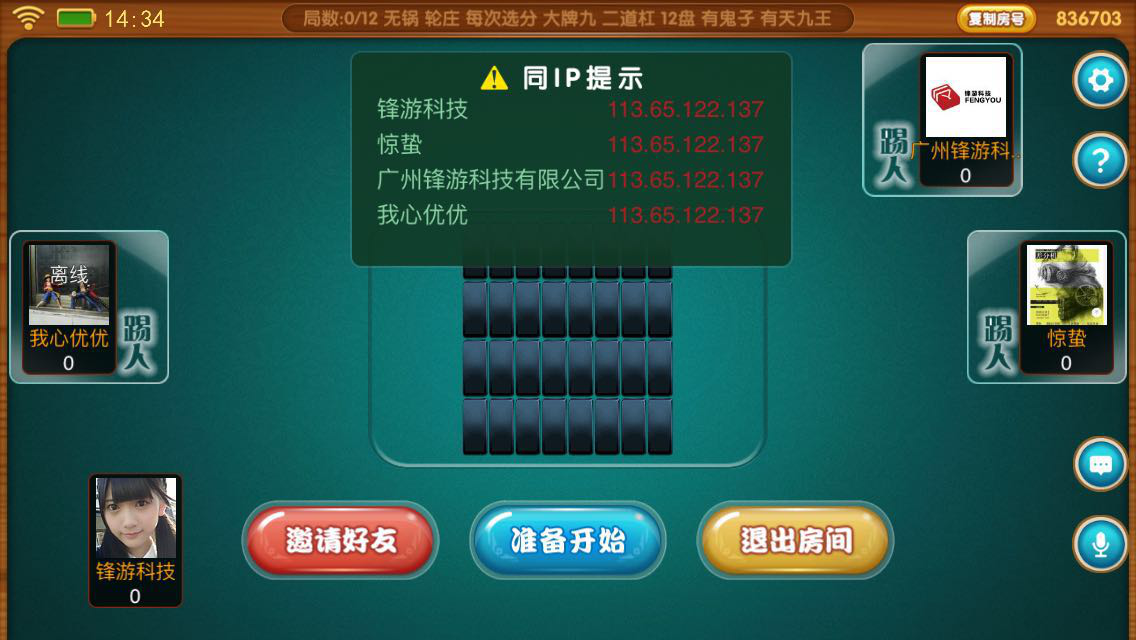 14:34
局数:0/12 无锅 轮庄 每次选分 大牌九 二道杠 12盘 有鬼子 有天九王
复制房号
836703
同IP提示
锋游科技 113.65.122.137
惊蛰 113.65.122.137
广州锋游科技有限公司 113.65.122.137
我心优优 113.65.122.137
锋游科技
FENGYOU
踢人
广州锋游科..
0
离线
我心优优
0
踢人
踢人
惊蛰
0
锋游科技
0
邀请好友
准备开始
退出房间